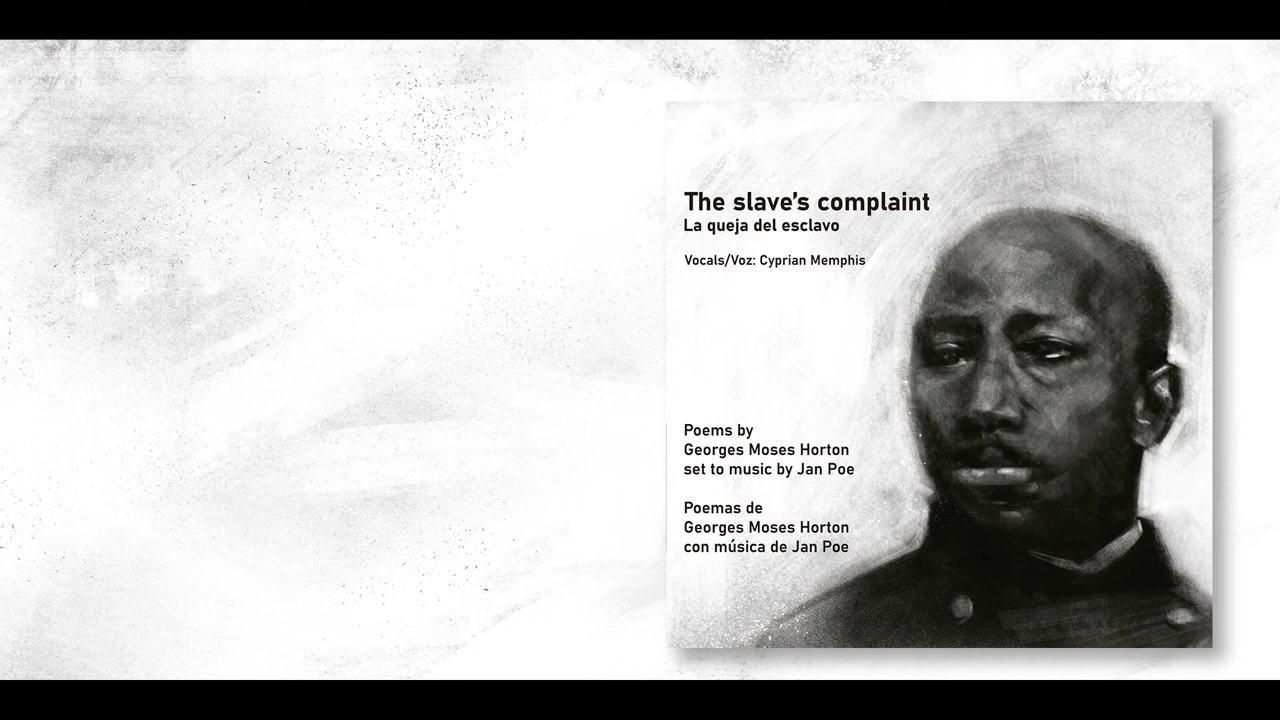 The slave's complaint
La queja del esclavo
Vocals/Voz: Cyprian Memphis
Poems by
Georges Moses Horton
set to music by Jan Poe
Poemas de
Georges Moses Horton
con música de Jan Poe